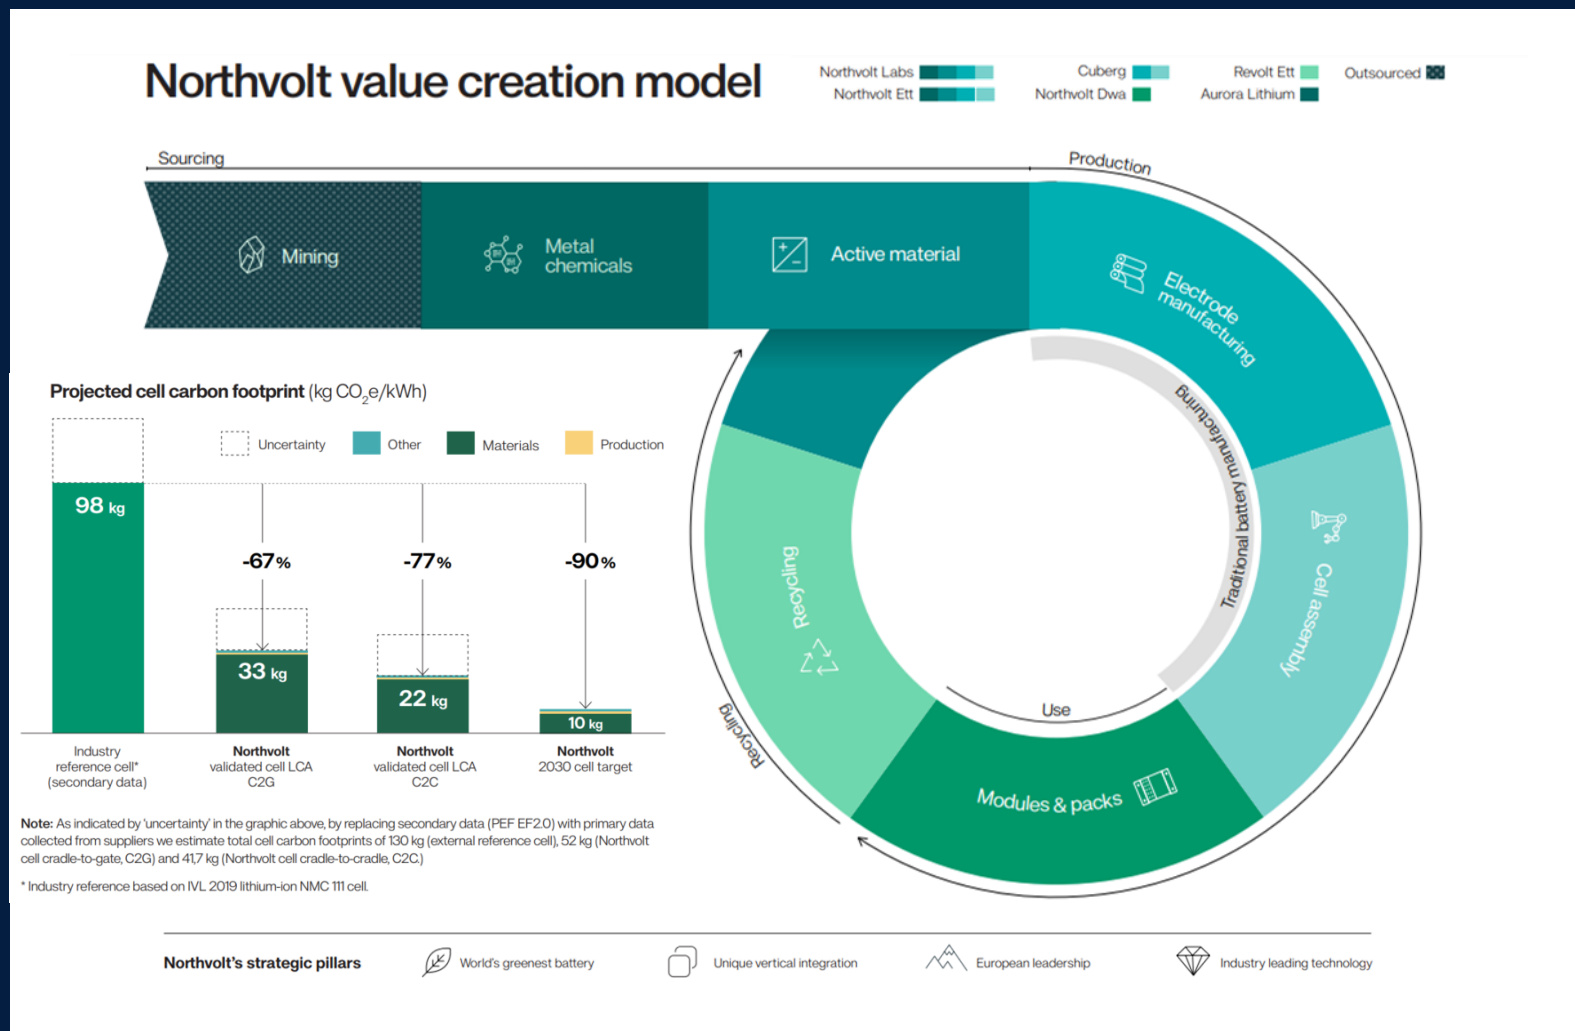 Northvolt value creation model
Northvolt Labs
Northvolt Ett
Cuberg
Northvolt Dwa
Revolt Ett
Aurora Lithium
Outsourced
Sourcing
Production
Mining
Metal
chemicals
Active material
Electrode
manufacturing
Traditional battery manufacturing
Cell assembly
Use
Modules & packs
Recycling
Recycling
Projected cell carbon footprint (kg CO₂e/kWh)
Uncertainty
Other
Materials
Production
98 kg
-67%
-77%
-90%
33 kg
22 kg
10 kg
Industry
reference cell*
(secondary data)
Northvolt
validated cell LCA
C2G
Northvolt
validated cell LCA
C2C
Northvolt
2030 cell target
Note: As indicated by 'uncertainty' in the graphic above, by replacing secondary data (PEF EF2.0) with primary data
collected from suppliers we estimate total cell carbon footprints of 130 kg (external reference cell), 52 kg (Northvolt
cell cradle-to-gate, C2G) and 41,7 kg (Northvolt cell cradle-to-cradle, C2C.)
* Industry reference based on IVL 2019 lithium-ion NMC 111 cell.
Northvolt's strategic pillars
World's greenest battery
Unique vertical integration
European leadership
Industry leading technology